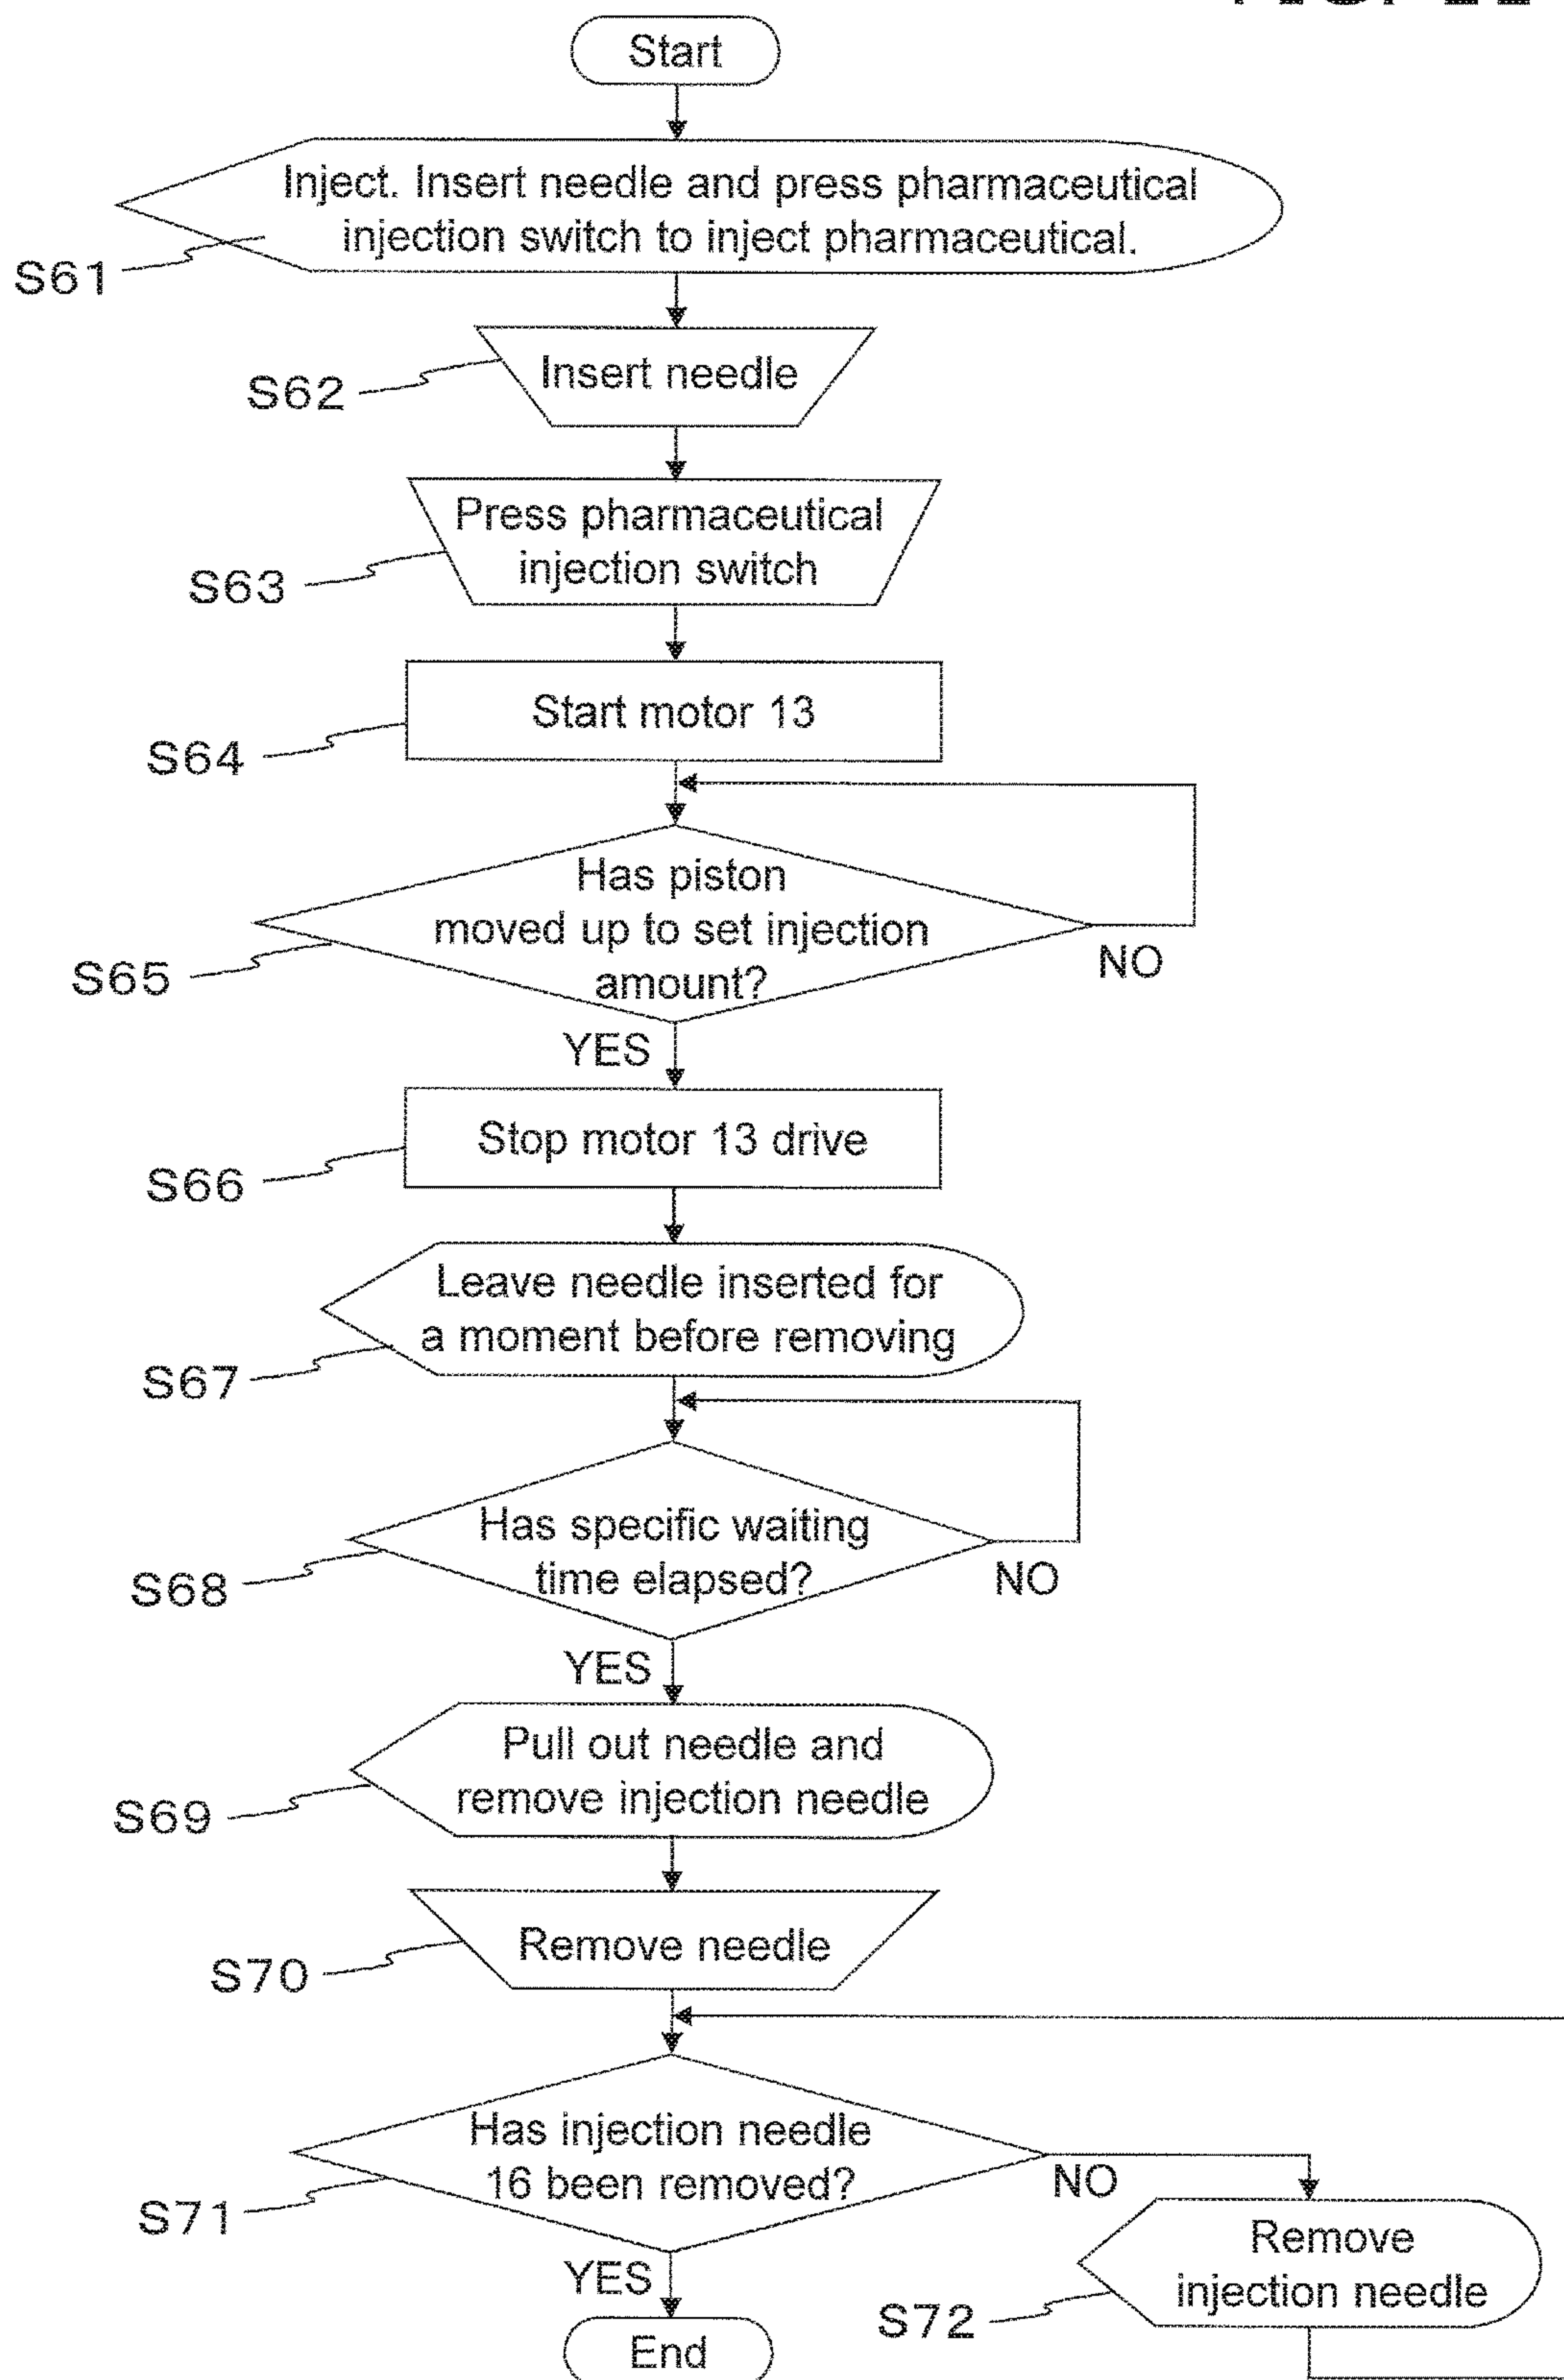 Start
Inject. Insert needle and press pharmaceutical
injection switch to inject pharmaceutical.
S61
Insert needle
S62
Press pharmaceutical
injection switch
S63
Start motor 13
S64
Has piston
moved up to set injection
amount?
S65
NO
YES
Stop motor 13 drive
S66
Leave needle inserted for
a moment before removing
S67
Has specific waiting
time elapsed?
S68
NO
YES
Pull out needle and
remove injection needle
S69
Remove needle
S70
Has injection needle
16 been removed?
S71
NO
Remove
injection needle
S72
YES
End